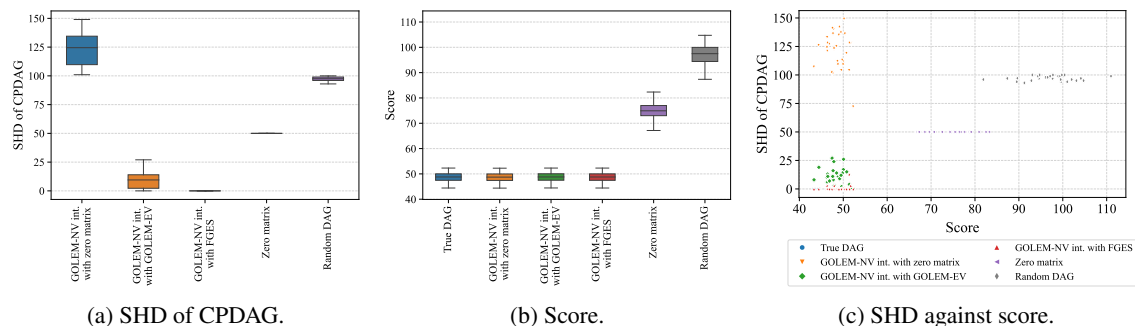 150
125
100
75
50
25
0
SHD of CPDAG
GOLEM-NV int.
with zero matrix
GOLEM-NV int.
with GOLEM-EV
GOLEM-NV int.
with FGES
Zero matrix
Random DAG
(a) SHD of CPDAG.
110
100
90
80
70
60
50
40
Score
True DAG
GOLEM-NV int.
with zero matrix
GOLEM-NV int.
with GOLEM-EV
GOLEM-NV int.
with FGES
Zero matrix
Random DAG
(b) Score.
150
125
100
75
50
25
0
SHD of CPDAG
40 50 60 70 80 90 100 110
Score
True DAG
GOLEM-NV int. with zero matrix
GOLEM-NV int. with GOLEM-EV
GOLEM-NV int. with FGES
Zero matrix
Random DAG
(c) SHD against score.